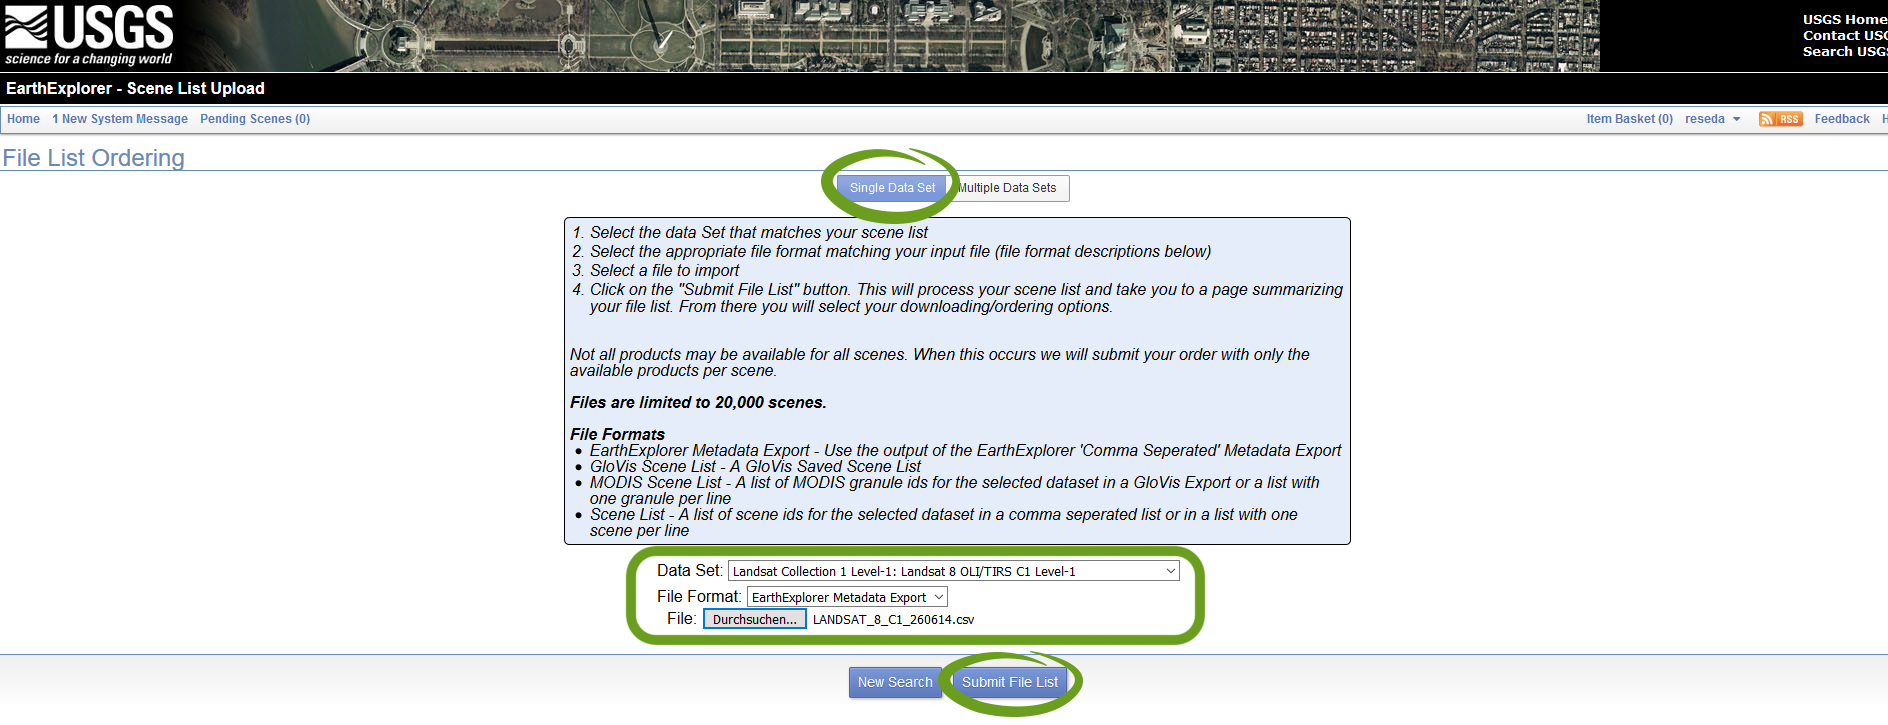 USGS
science for a changing world
USGS Home
Contact USG
Search USGS
EarthExplorer - Scene List Upload
Home 1 New System Message Pending Scenes (0) Item Basket (0) reseda RSS Feedback H
File List Ordering
Single Data Set Multiple Data Sets
1. Select the data Set that matches your scene list
2. Select the appropriate file format matching your input file (file format descriptions below)
3. Select a file to import
4. Click on the "Submit File List" button. This will process your scene list and take you to a page summarizing
your file list. From there you will select your downloading/ordering options.
Not all products may be available for all scenes. When this occurs we will submit your order with only the
available products per scene.
Files are limited to 20,000 scenes.
File Formats
• EarthExplorer Metadata Export - Use the output of the EarthExplorer 'Comma Seperated' Metadata Export
• GloVis Scene List - A GloVis Saved Scene List
• MODIS Scene List - A list of MODIS granule ids for the selected dataset in a GloVis Export or a list with
one granule per line
• Scene List - A list of scene ids for the selected dataset in a comma seperated list or in a list with one
scene per line
Data Set: Landsat Collection 1 Level-1: Landsat 8 OLI/TIRS C1 Level-1
File Format: EarthExplorer Metadata Export
File: Durchsuchen... LANDSAT_8_C1_260614.csv
New Search Submit File List